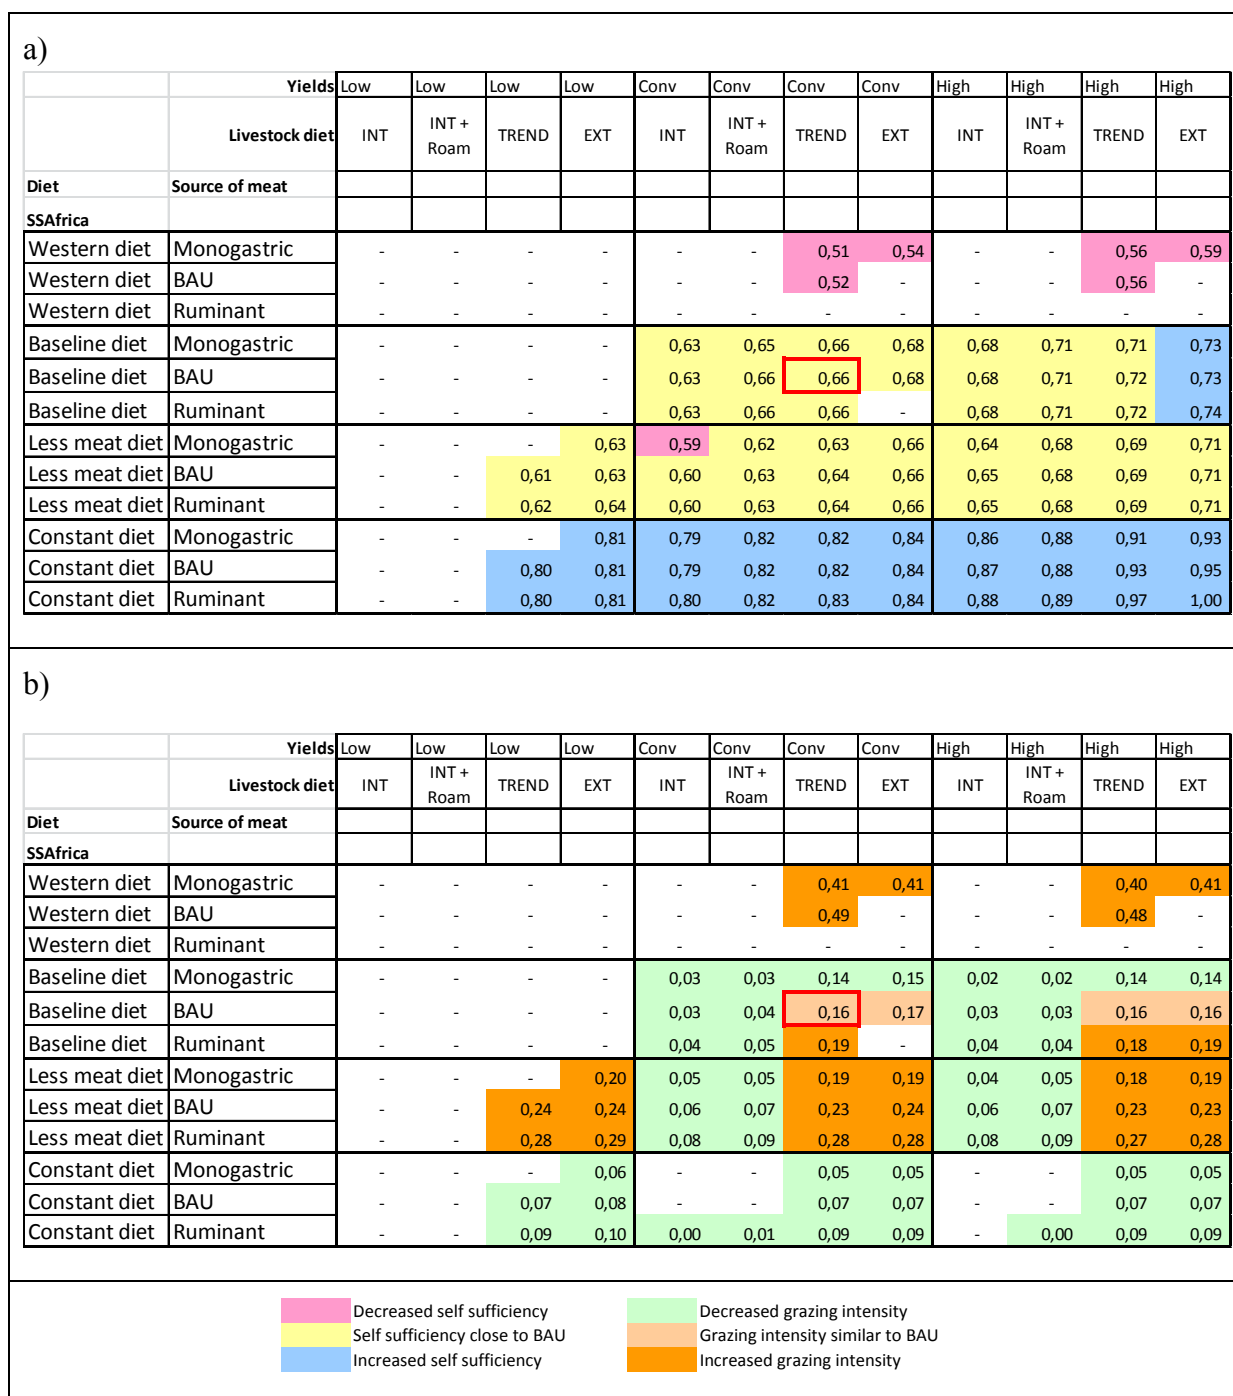 a)
Yields Low Low Low Low Conv Conv Conv Conv High High High High
Livestock diet INT INT + Roam TREND EXT INT INT + Roam TREND EXT INT INT + Roam TREND EXT
Diet Source of meat
SSAfrica
Western diet Monogastric - - - - - - 0,51 0,54 - - 0,56 0,59
Western diet BAU - - - - - - 0,52 - - - 0,56 -
Western diet Ruminant - - - - - - - - - - - -
Baseline diet Monogastric - - - - 0,63 0,65 0,66 0,68 0,68 0,71 0,71 0,73
Baseline diet BAU - - - - 0,63 0,66 0,66 0,68 0,68 0,71 0,72 0,73
Baseline diet Ruminant - - - - 0,63 0,66 0,66 - 0,68 0,71 0,72 0,74
Less meat diet Monogastric - - - 0,63 0,59 0,62 0,63 0,66 0,64 0,68 0,69 0,71
Less meat diet BAU - - 0,61 0,63 0,60 0,63 0,64 0,66 0,65 0,68 0,69 0,71
Less meat diet Ruminant - - 0,62 0,64 0,60 0,63 0,64 0,66 0,65 0,68 0,69 0,71
Constant diet Monogastric - - - 0,81 0,79 0,82 0,82 0,84 0,86 0,88 0,91 0,93
Constant diet BAU - - 0,80 0,81 0,79 0,82 0,82 0,84 0,87 0,88 0,93 0,95
Constant diet Ruminant - - 0,80 0,81 0,80 0,82 0,83 0,84 0,88 0,89 0,97 1,00
b)
Yields Low Low Low Low Conv Conv Conv Conv High High High High
Livestock diet INT INT + Roam TREND EXT INT INT + Roam TREND EXT INT INT + Roam TREND EXT
Diet Source of meat
SSAfrica
Western diet Monogastric - - - - - - 0,41 0,41 - - 0,40 0,41
Western diet BAU - - - - - - 0,49 - - - 0,48 -
Western diet Ruminant - - - - - - - - - - - -
Baseline diet Monogastric - - - - 0,03 0,03 0,14 0,15 0,02 0,02 0,14 0,14
Baseline diet BAU - - - - 0,03 0,04 0,16 0,17 0,03 0,03 0,16 0,16
Baseline diet Ruminant - - - - 0,04 0,05 0,19 - 0,04 0,04 0,18 0,19
Less meat diet Monogastric - - - 0,20 0,05 0,05 0,19 0,19 0,04 0,05 0,18 0,19
Less meat diet BAU - - 0,24 0,24 0,06 0,07 0,23 0,24 0,06 0,07 0,23 0,23
Less meat diet Ruminant - - 0,28 0,29 0,08 0,09 0,28 0,28 0,08 0,09 0,27 0,28
Constant diet Monogastric - - - 0,06 - - 0,05 0,05 - - 0,05 0,05
Constant diet BAU - - 0,07 0,08 - - 0,07 0,07 - - 0,07 0,07
Constant diet Ruminant - - 0,09 0,10 0,00 0,01 0,09 0,09 - 0,00 0,09 0,09
Decreased self sufficiency Decreased grazing intensity
Self sufficiency close to BAU Grazing intensity similar to BAU
Increased self sufficiency Increased grazing intensity